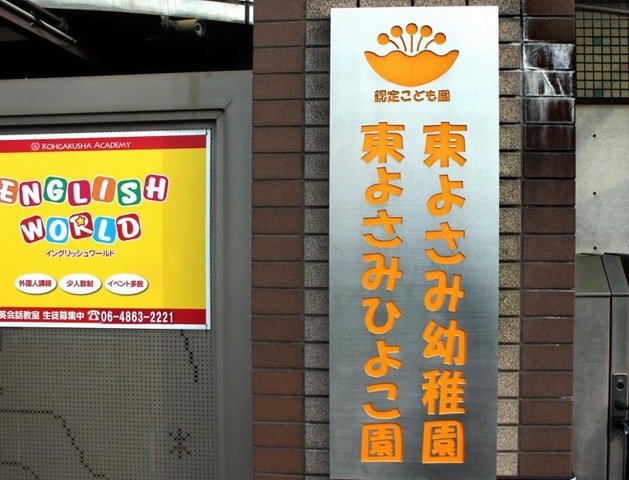 KOHGAKUSHA ACADEMY
ENGLISH
WORLD
イングリッシュワールド
外国人講師 少人数制 イベント多数
英会話教室 生徒募集中 ☎06-4863-2221
認定こども園
東よさみ幼稚園
東よさみひよこ園